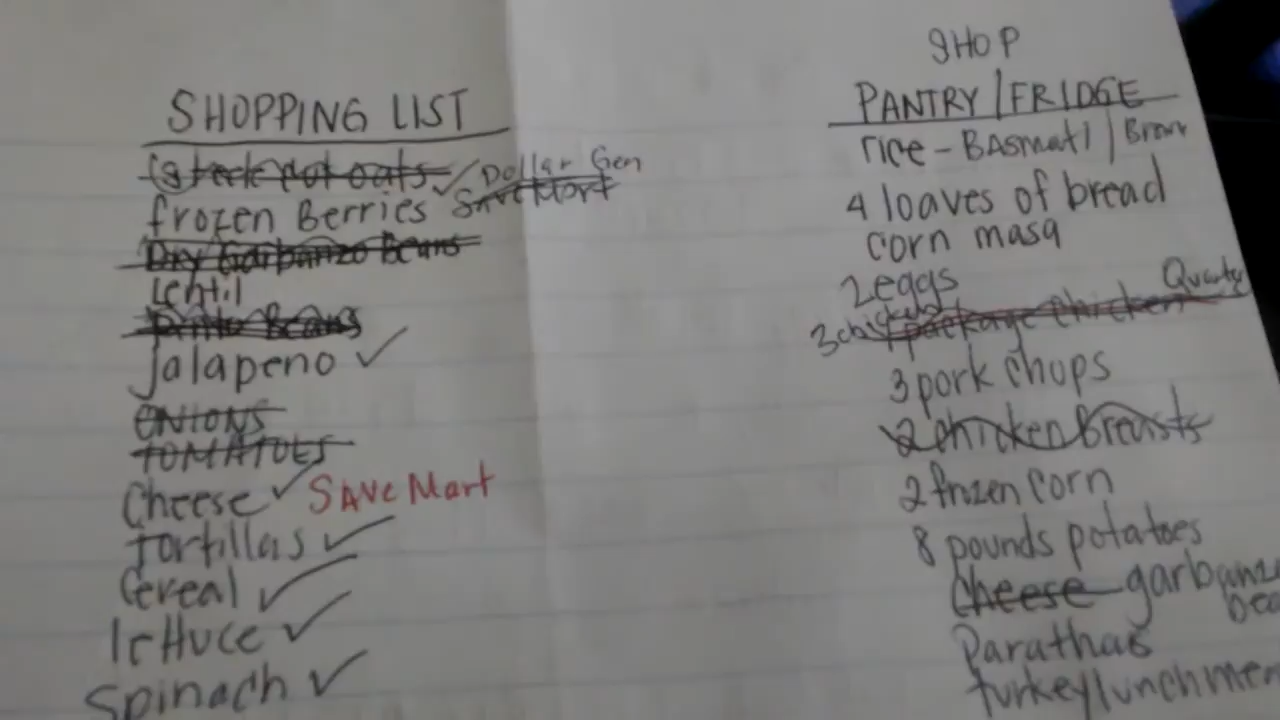 SHOPPING LIST
steel cut oats ✓ Dollar Gen
frozen Berries Save Mart
Dry Garbanzo Beans
Lentil
Pinto Beans
Jalapeno ✓
ONIONS
TOMATOES
Cheese ✓ SAVE Mart
Tortillas ✓
Cereal ✓
lettuce ✓
Spinach ✓
SHOP
PANTRY/FRIDGE
rice - BASMATI / Brown
4 loaves of bread
corn masa
2 eggs
3 chicken package chicken
3 pork chops
2 chicken Breasts
2 frozen corn
8 pounds potatoes
Cheese garbanzo
Parathas
turkey lunch